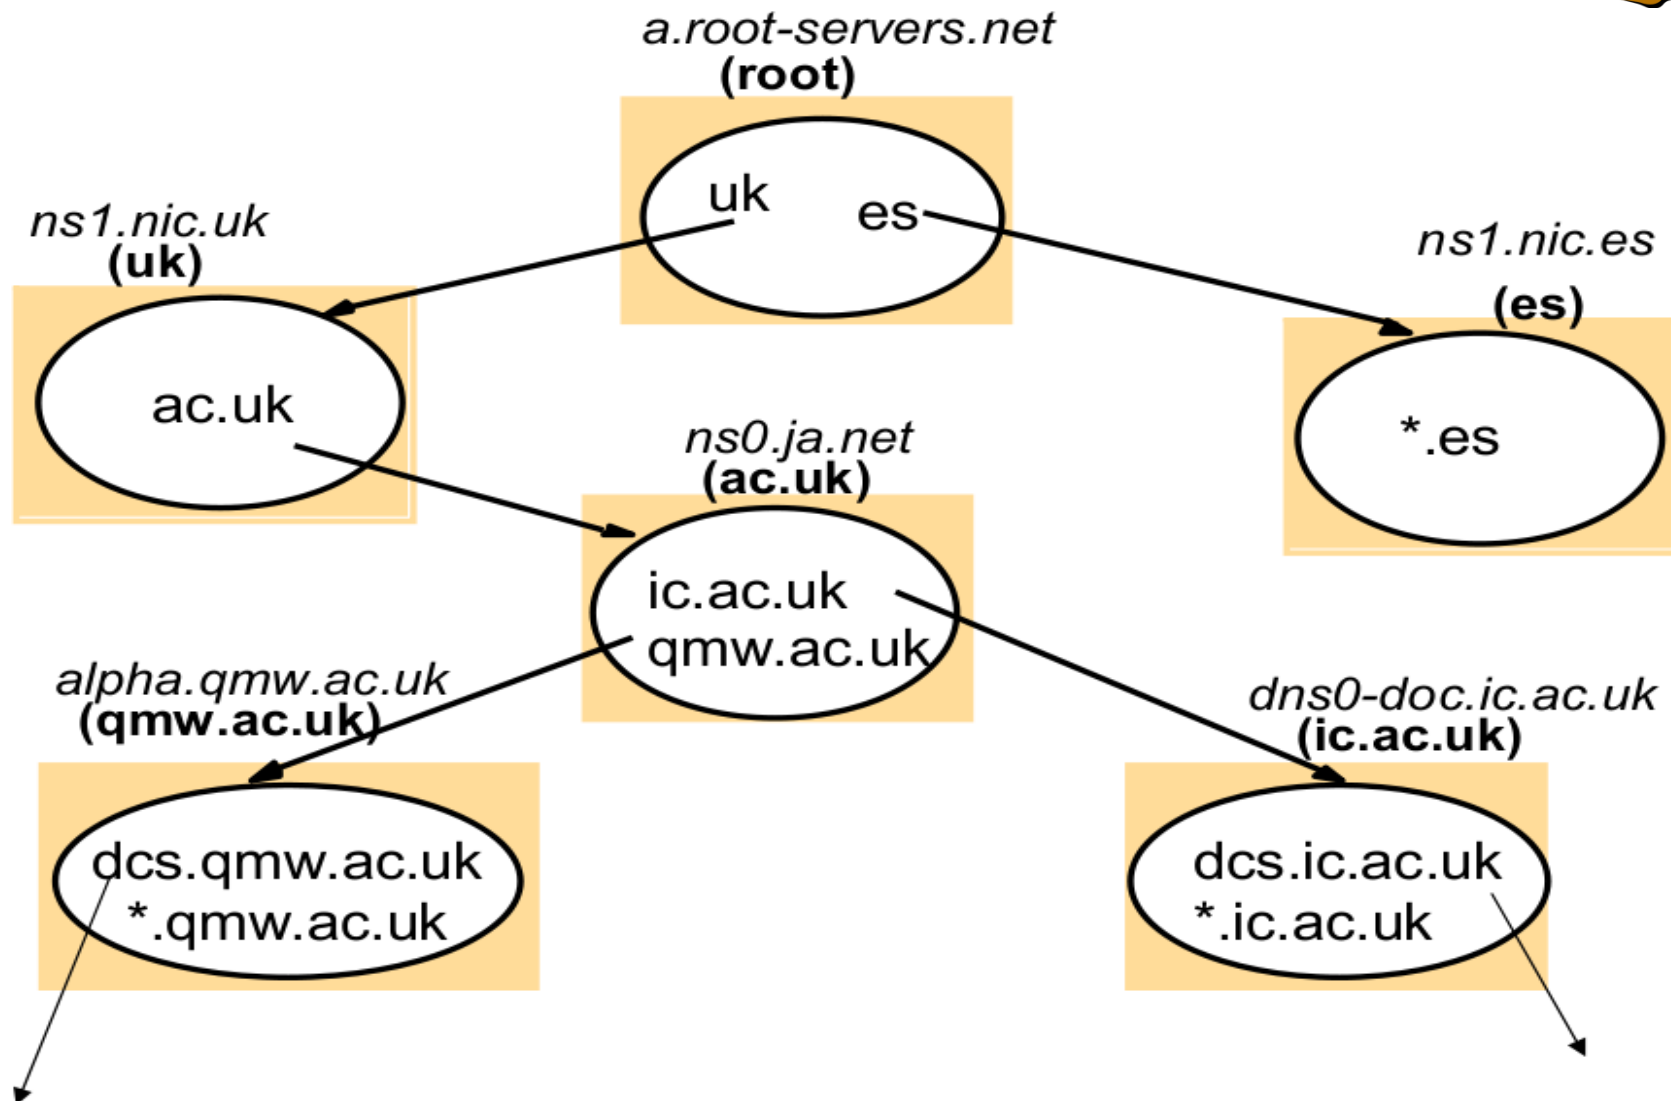 a.root-servers.net
(root)
uk
es
ns1.nic.uk
(uk)
ns1.nic.es
(es)
ac.uk
*.es
ns0.ja.net
(ac.uk)
ic.ac.uk
qmw.ac.uk
alpha.qmw.ac.uk
(qmw.ac.uk)
dns0-doc.ic.ac.uk
(ic.ac.uk)
dcs.qmw.ac.uk
*.qmw.ac.uk
dcs.ic.ac.uk
*.ic.ac.uk